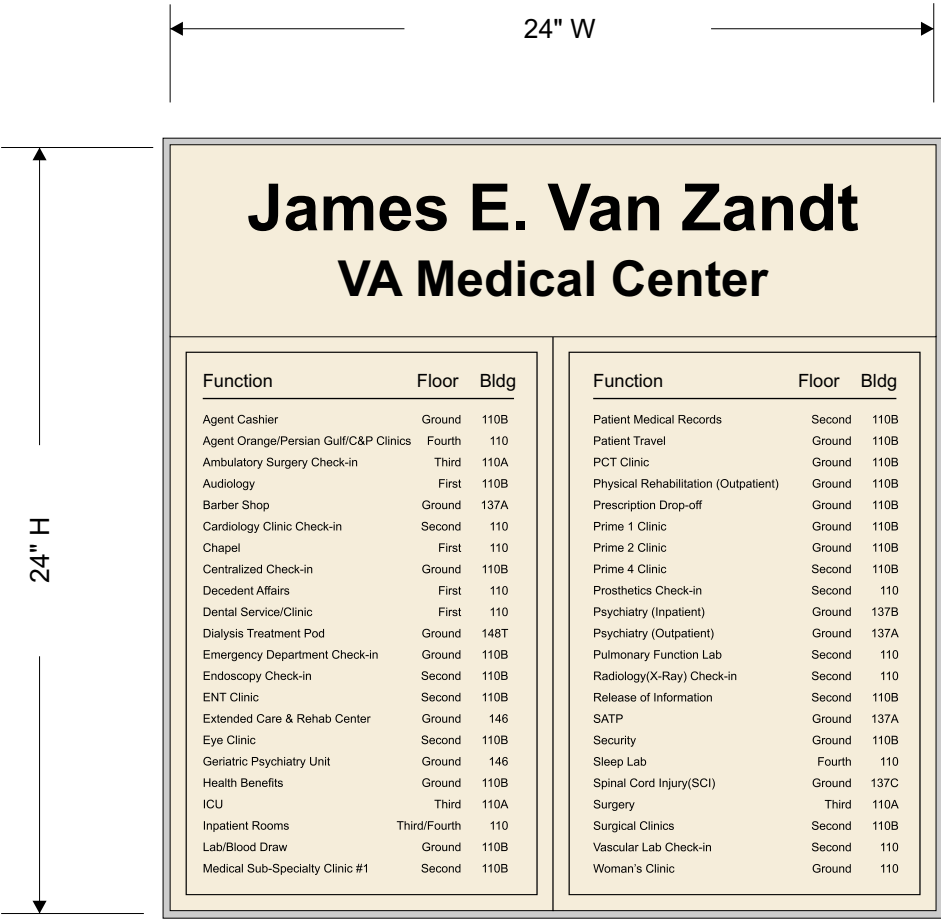 24" W
24" H
James E. Van Zandt
VA Medical Center
Function Floor Bldg
Agent Cashier Ground 110B
Agent Orange/Persian Gulf/C&P Clinics Fourth 110
Ambulatory Surgery Check-in Third 110A
Audiology First 110B
Barber Shop Ground 137A
Cardiology Clinic Check-in Second 110
Chapel First 110
Centralized Check-in Ground 110B
Decedent Affairs First 110
Dental Service/Clinic First 110
Dialysis Treatment Pod Ground 148T
Emergency Department Check-in Ground 110B
Endoscopy Check-in Second 110B
ENT Clinic Second 110B
Extended Care & Rehab Center Ground 146
Eye Clinic Second 110B
Geriatric Psychiatry Unit Ground 146
Health Benefits Ground 110B
ICU Third 110A
Inpatient Rooms Third/Fourth 110
Lab/Blood Draw Ground 110B
Medical Sub-Specialty Clinic #1 Second 110B
Function Floor Bldg
Patient Medical Records Second 110B
Patient Travel Ground 110B
PCT Clinic Ground 110B
Physical Rehabilitation (Outpatient) Ground 110B
Prescription Drop-off Ground 110B
Prime 1 Clinic Ground 110B
Prime 2 Clinic Ground 110B
Prime 4 Clinic Second 110B
Prosthetics Check-in Second 110
Psychiatry (Inpatient) Ground 137B
Psychiatry (Outpatient) Ground 137A
Pulmonary Function Lab Second 110
Radiology(X-Ray) Check-in Second 110
Release of Information Second 110B
SATP Ground 137A
Security Ground 110B
Sleep Lab Fourth 110
Spinal Cord Injury(SCI) Ground 137C
Surgery Third 110A
Surgical Clinics Second 110B
Vascular Lab Check-in Second 110
Woman's Clinic Ground 110